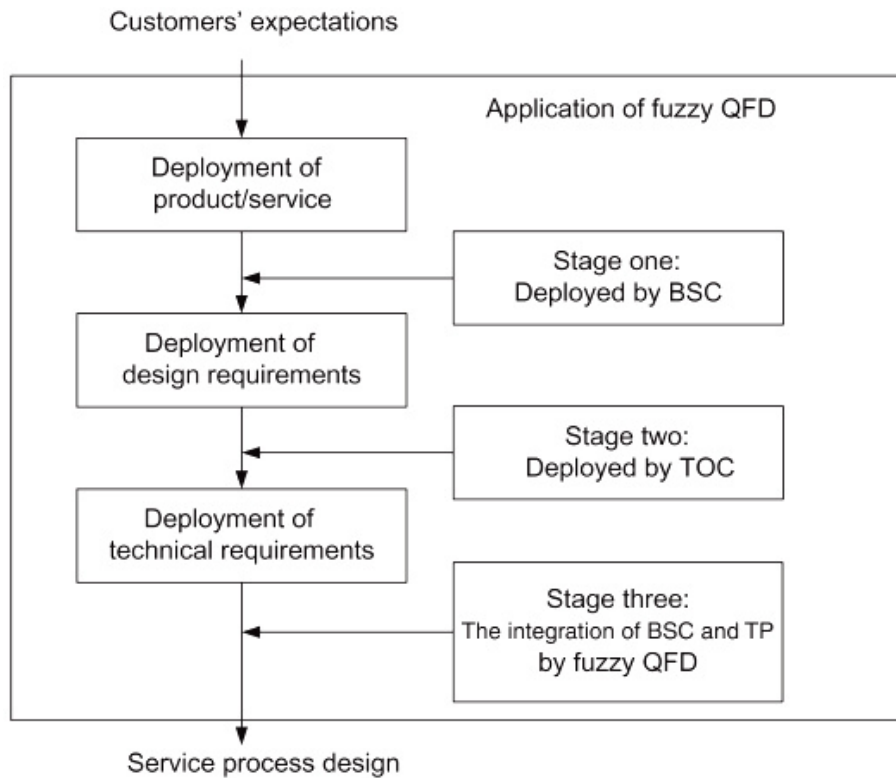 Customers' expectations
Application of fuzzy QFD
Deployment of
product/service
Stage one:
Deployed by BSC
Deployment of
design requirements
Stage two:
Deployed by TOC
Deployment of
technical requirements
Stage three:
The integration of BSC and TP
by fuzzy QFD
Service process design